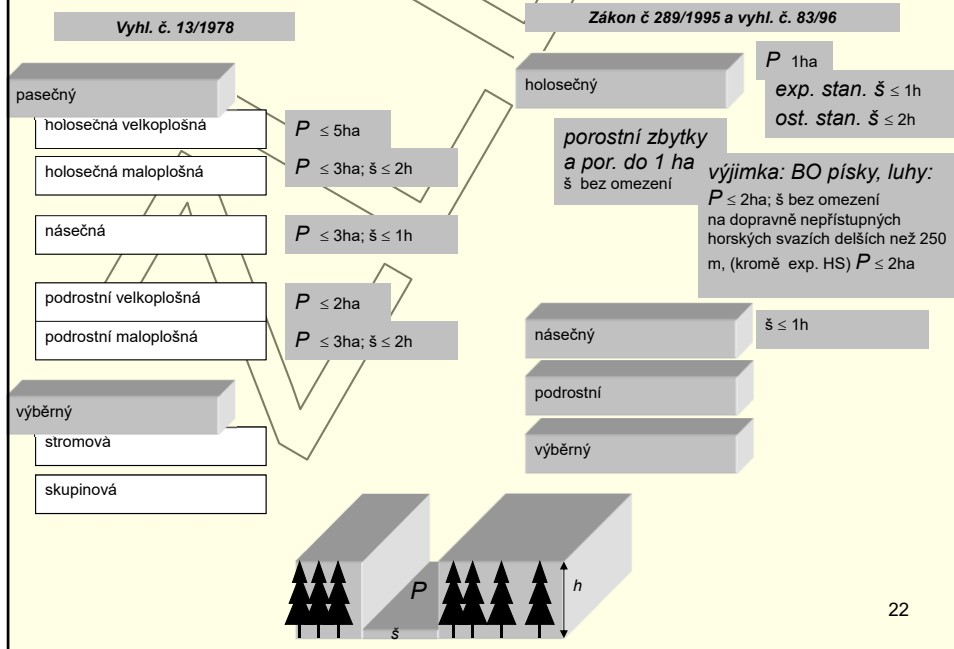 Vyhl. č. 13/1978
pasečný
holosečná velkoplošná
P ≤ 5ha
holosečná maloplošná
P ≤ 3ha; š ≤ 2h
násečná
P ≤ 3ha; š ≤ 1h
podrostní velkoplošná
P ≤ 2ha
podrostní maloplošná
P ≤ 3ha; š ≤ 2h
výběrný
stromová
skupinová
Zákon č 289/1995 a vyhl. č. 83/96
holosečný
P 1ha
exp. stan. š ≤ 1h
ost. stan. š ≤ 2h
porostní zbytky
a por. do 1 ha
š bez omezení
výjimka: BO písky, luhy:
P ≤ 2ha; š bez omezení
na dopravně nepřístupných
horských svazích delších než 250
m, (kromě exp. HS) P ≤ 2ha
násečný
š ≤ 1h
podrostní
výběrný
P
h
š
22